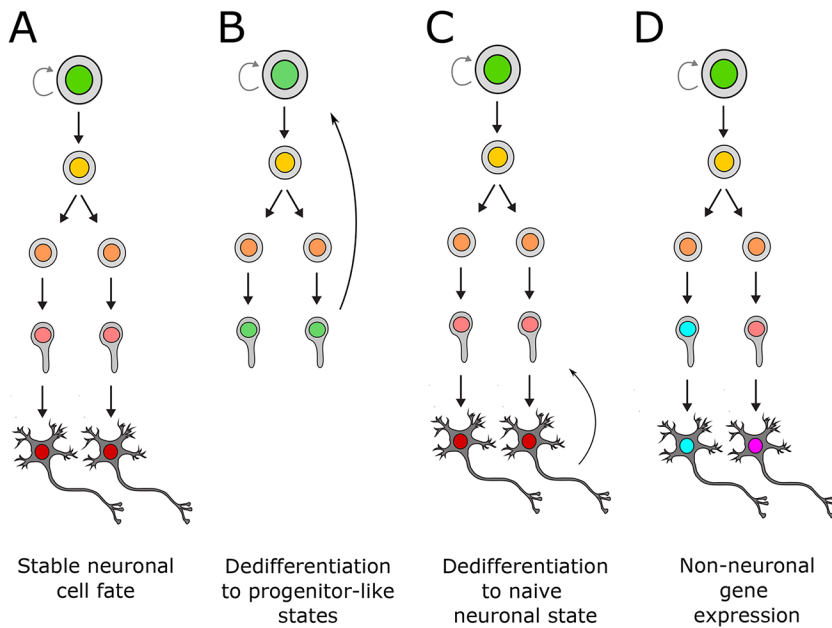 A
B
C
D
Stable neuronal
cell fate
Dedifferentiation
to progenitor-like
states
Dedifferentiation
to naive
neuronal state
Non-neuronal
gene
expression